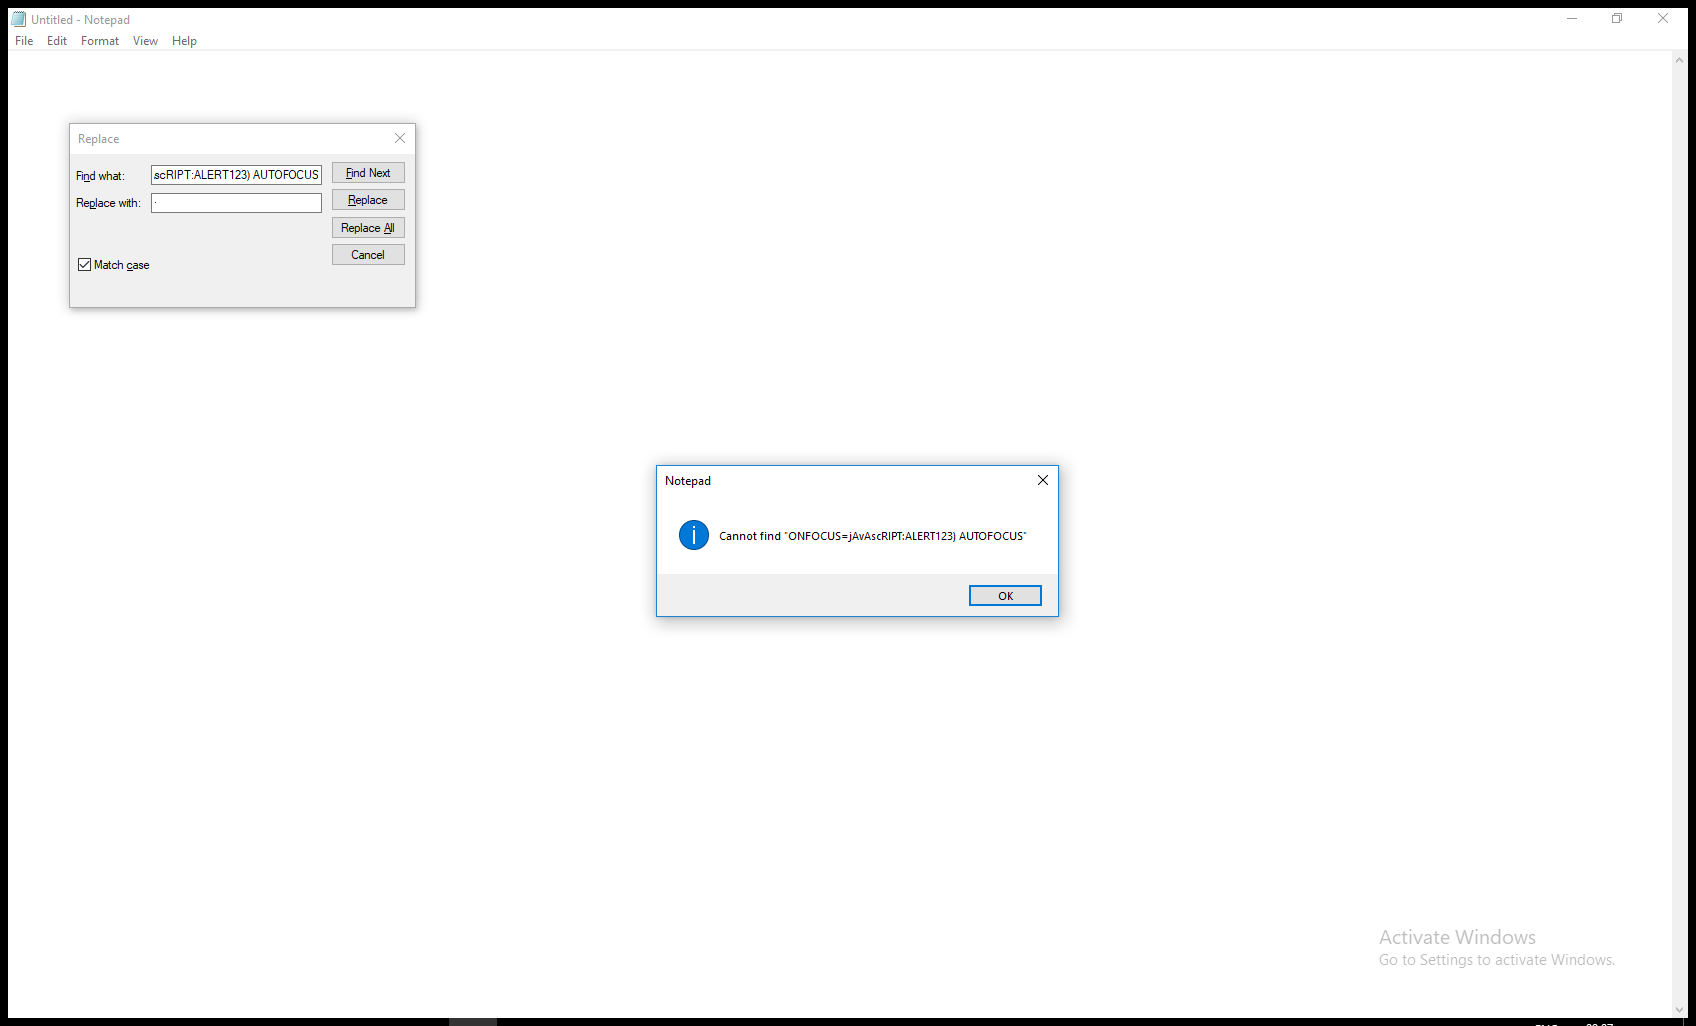 Untitled - Notepad
File Edit Format View Help
Replace
Find what: scRIPT:ALERT123) AUTOFOCUS Find Next
Replace with: . Replace
Replace All
Cancel
Match case
Notepad
Cannot find "ONFOCUS=jAvAscRIPT:ALERT123) AUTOFOCUS"
OK
Activate Windows
Go to Settings to activate Windows.